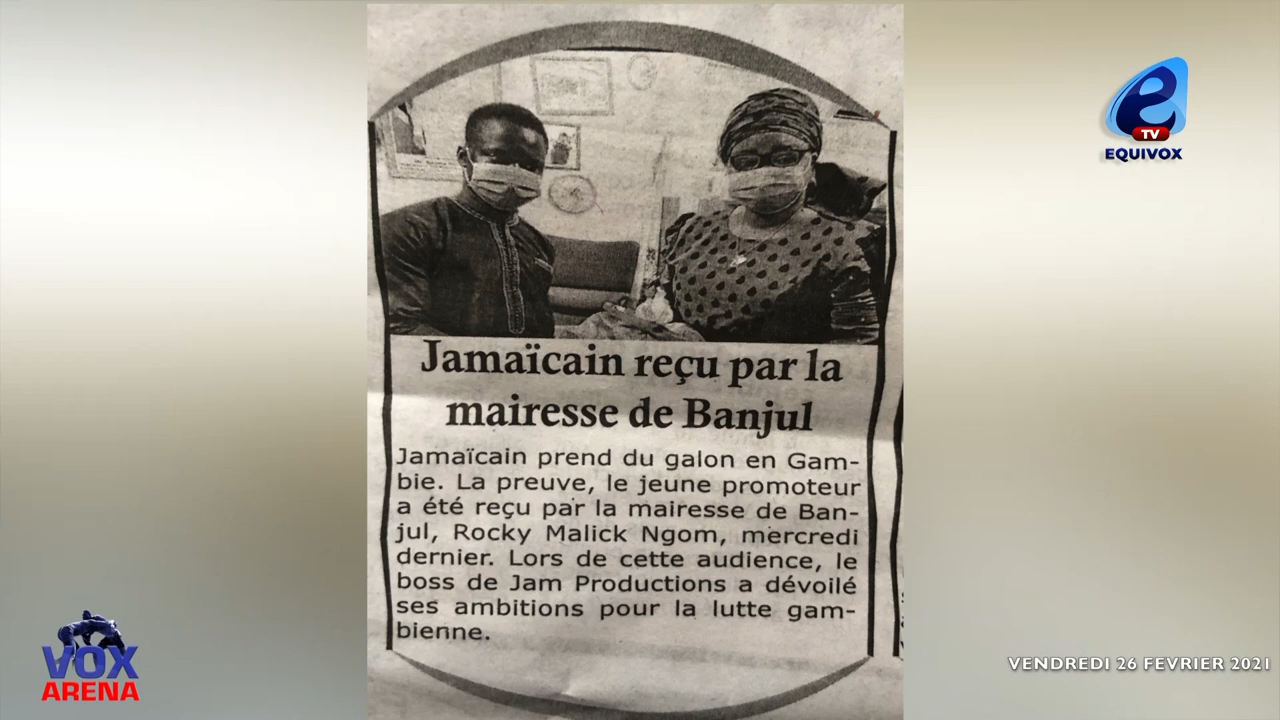 TV
EQUIVOX
Jamaïcain reçu par la
mairesse de Banjul
Jamaïcain prend du galon en Gam-
bie. La preuve, le jeune promoteur
a été reçu par la mairesse de Ban-
jul, Rocky Malick Ngom, mercredi
dernier. Lors de cette audience, le
boss de Jam Productions a dévoilé
ses ambitions pour la lutte gam-
bienne.
VOX
ARENA
VENDREDI 26 FEVRIER 2021